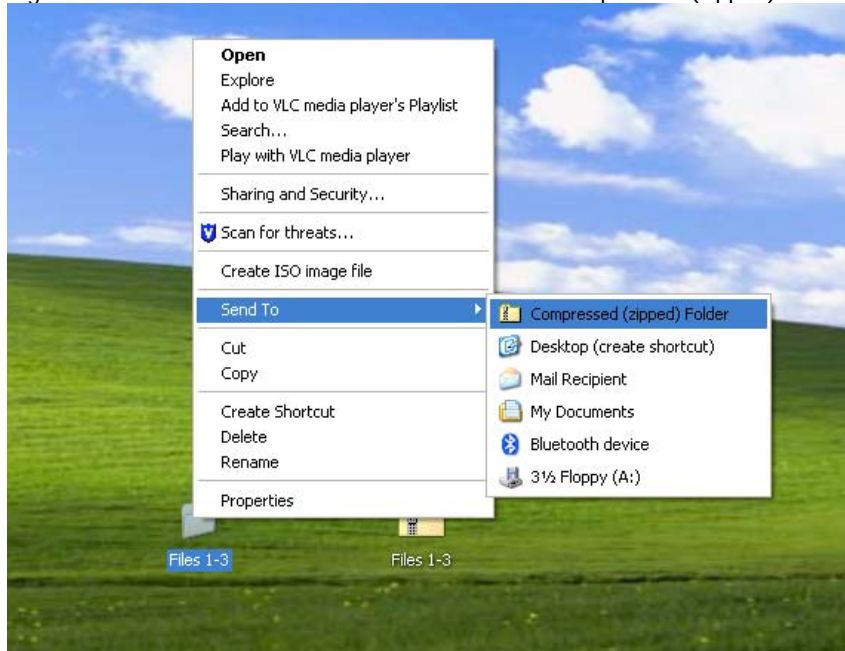 Open
Explore
Add to VLC media player's Playlist
Search...
Play with VLC media player
Sharing and Security...
Scan for threats...
Create ISO image file
Send To
Compressed (zipped) Folder
Desktop (create shortcut)
Mail Recipient
My Documents
Bluetooth device
3½ Floppy (A:)
Cut
Copy
Create Shortcut
Delete
Rename
Properties
Files 1-3
Files 1-3